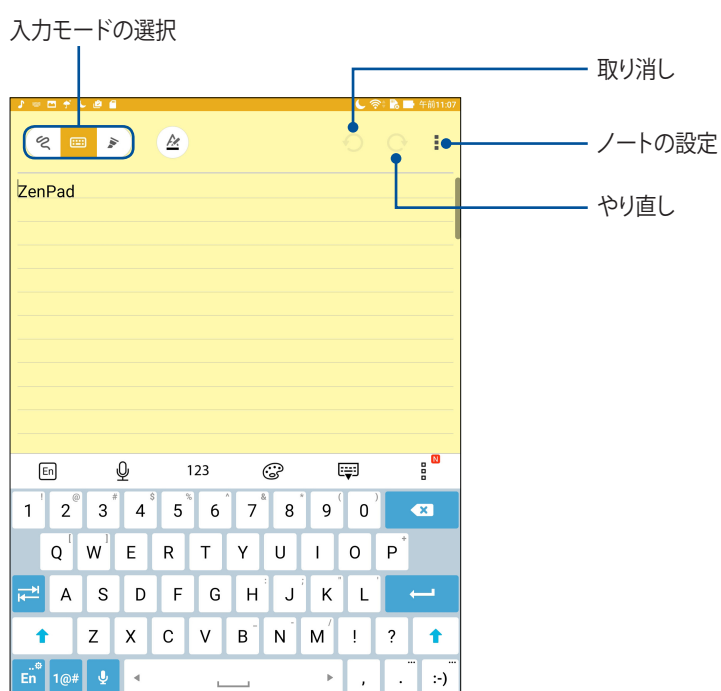 入力モードの選択
取り消し
午前11:07
ノートの設定
やり直し
ZenPad
En 123 N
! @ # $ % ^ & * ( )
1 2 3 4 5 6 7 8 9 0
[ ] +
Q W E R T Y U I O P
: ; " '
A S D F G H J K L
_ - /
Z X C V B N M ! ?
En 1@# , . :-)